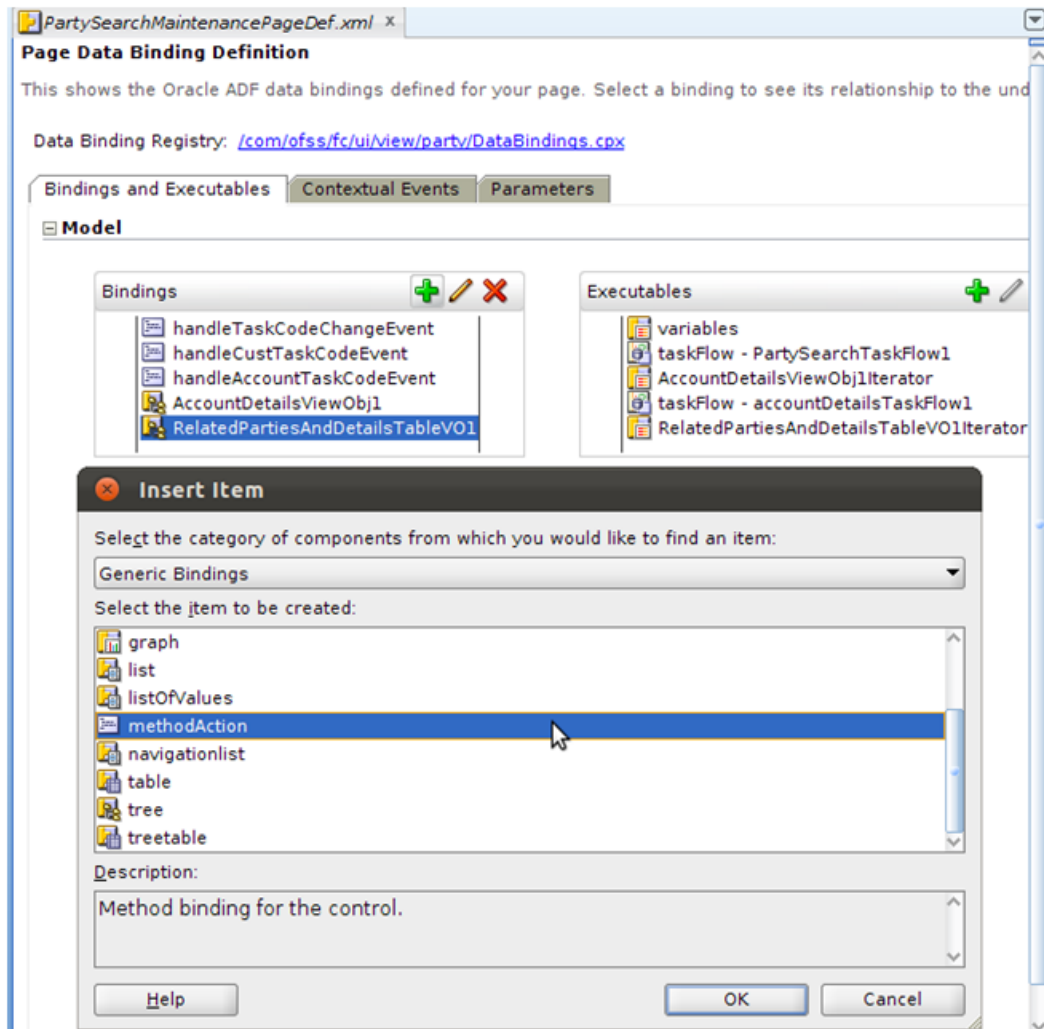 PartySearchMaintenancePageDef.xml x
Page Data Binding Definition
This shows the Oracle ADF data bindings defined for your page. Select a binding to see its relationship to the und
Data Binding Registry: /com/ofss/fc/ui/view/party/DataBindings.cpx
Bindings and Executables Contextual Events Parameters
Model
Bindings
handleTaskCodeChangeEvent
handleCustTaskCodeEvent
handleAccountTaskCodeEvent
AccountDetailsViewObj1
RelatedPartiesAndDetailsTableVO1
Executables
variables
taskFlow - PartySearchTaskFlow1
AccountDetailsViewObj1Iterator
taskFlow - accountDetailsTaskFlow1
RelatedPartiesAndDetailsTableVO1Iterator
Insert Item
Select the category of components from which you would like to find an item:
Generic Bindings
Select the item to be created:
graph
list
listOfValues
methodAction
navigationlist
table
tree
treetable
Description:
Method binding for the control.
Help OK Cancel